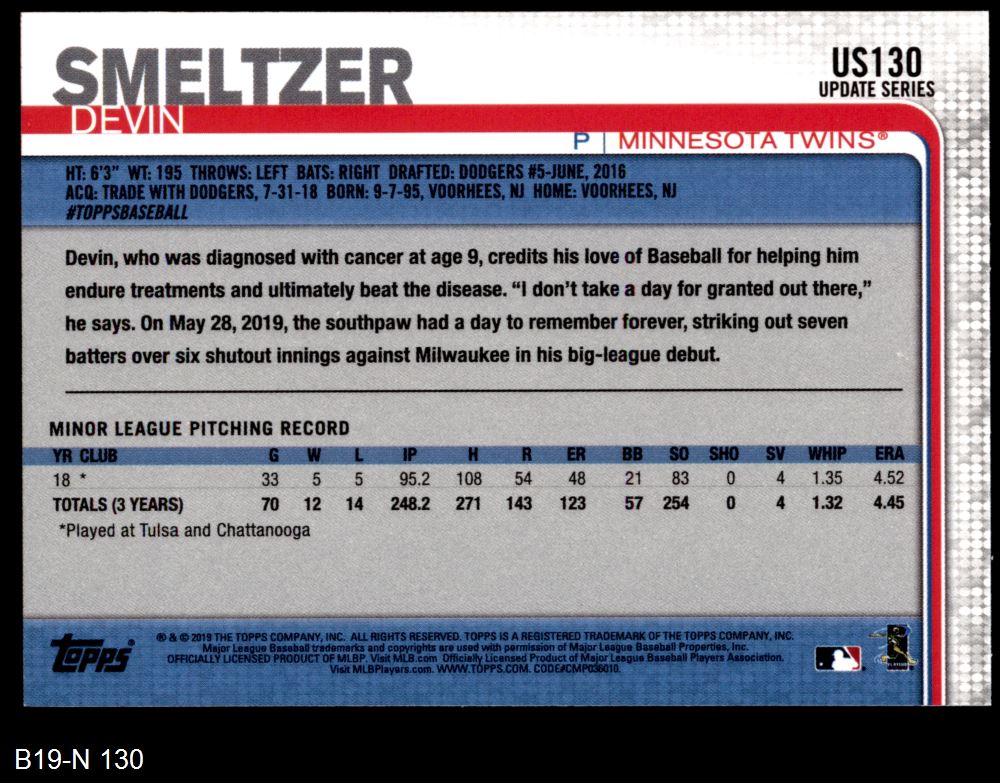 SMELTZER
DEVIN
US130
UPDATE SERIES
P | MINNESOTA TWINS®
HT: 6'3" WT: 195 THROWS: LEFT BATS: RIGHT DRAFTED: DODGERS #5-JUNE, 2016
ACQ: TRADE WITH DODGERS, 7-31-18 BORN: 9-7-95, VOORHEES, NJ HOME: VOORHEES, NJ
#TOPPSBASEBALL
Devin, who was diagnosed with cancer at age 9, credits his love of Baseball for helping him
endure treatments and ultimately beat the disease. “I don’t take a day for granted out there,”
he says. On May 28, 2019, the southpaw had a day to remember forever, striking out seven
batters over six shutout innings against Milwaukee in his big-league debut.
MINOR LEAGUE PITCHING RECORD
YR CLUB G W L IP H R ER BB SO SHO SV WHIP ERA
18 * 33 5 5 95.2 108 54 48 21 83 0 4 1.35 4.52
TOTALS (3 YEARS) 70 12 14 248.2 271 143 123 57 254 0 4 1.32 4.45
*Played at Tulsa and Chattanooga
Topps®
® & © 2019 THE TOPPS COMPANY, INC. ALL RIGHTS RESERVED. TOPPS IS A REGISTERED TRADEMARK OF THE TOPPS COMPANY, INC.
Major League Baseball trademarks and copyrights are used with permission of Major League Baseball Properties, Inc.
OFFICIALLY LICENSED PRODUCT OF MLBP. Visit MLB.com Officially Licensed Product of Major League Baseball Players Association.
Visit MLBPlayers.com. WWW.TOPPS.COM. CODE#CMP036010.
B19-N 130